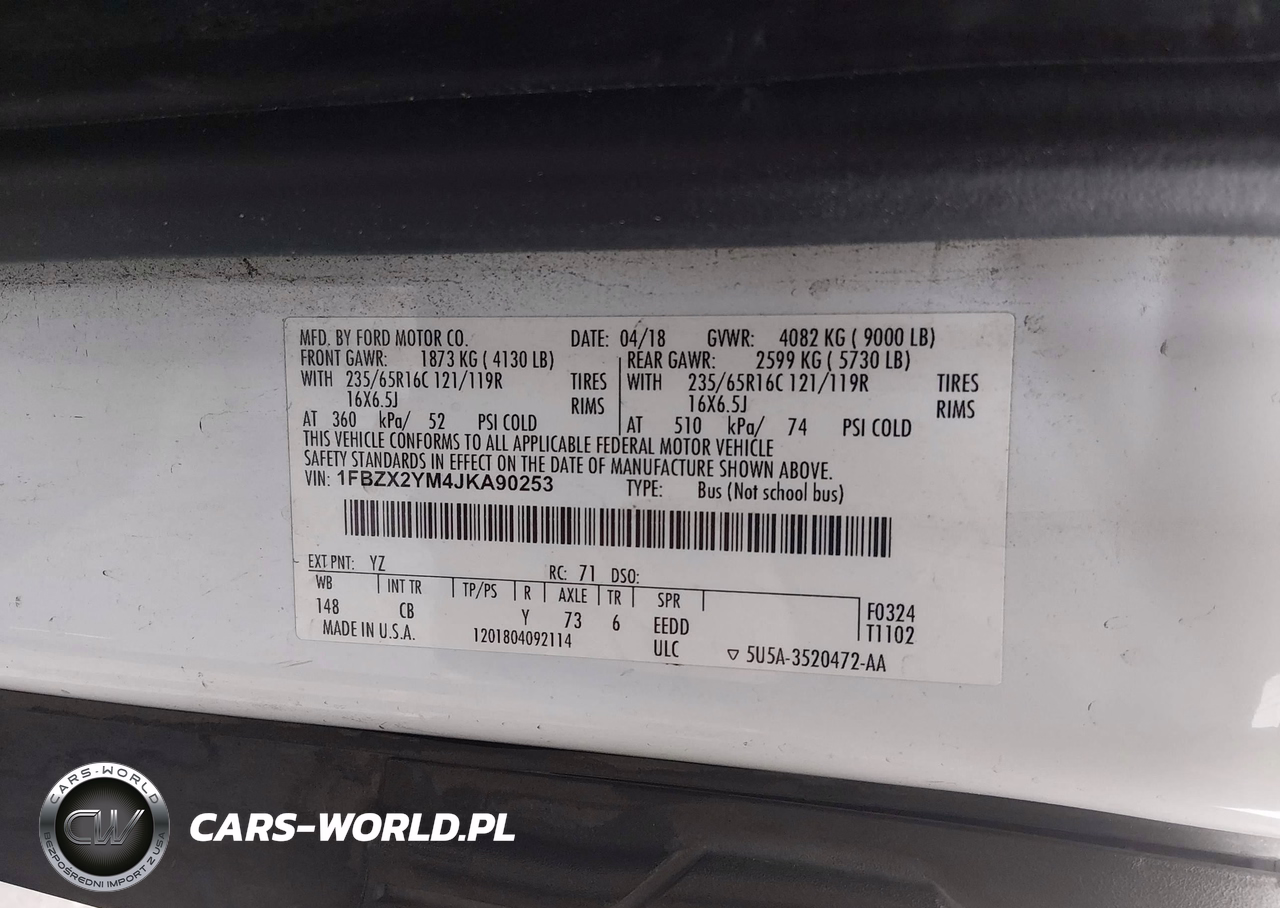 MFD. BY FORD MOTOR CO. DATE: 04/18 GVWR: 4082 KG ( 9000 LB)
FRONT GAWR: 1873 KG ( 4130 LB) REAR GAWR: 2599 KG ( 5730 LB)
WITH 235/65R16C 121/119R TIRES WITH 235/65R16C 121/119R TIRES
16X6.5J RIMS 16X6.5J RIMS
AT 360 kPa/ 52 PSI COLD AT 510 kPa/ 74 PSI COLD
THIS VEHICLE CONFORMS TO ALL APPLICABLE FEDERAL MOTOR VEHICLE
SAFETY STANDARDS IN EFFECT ON THE DATE OF MANUFACTURE SHOWN ABOVE.
VIN: 1FBZX2YM4JKA90253 TYPE: Bus (Not school bus)
EXT PNT: YZ RC: 71 DSO:
WB INT TR TP/PS R AXLE TR SPR
148 CB Y 73 6 EEDD F0324
MADE IN U.S.A. 1201804092114 ULC T1102
▽ 5U5A-3520472-AA
CARS-WORLD
CW
BEZPOŚREDNI IMPORT Z USA
CARS-WORLD.PL